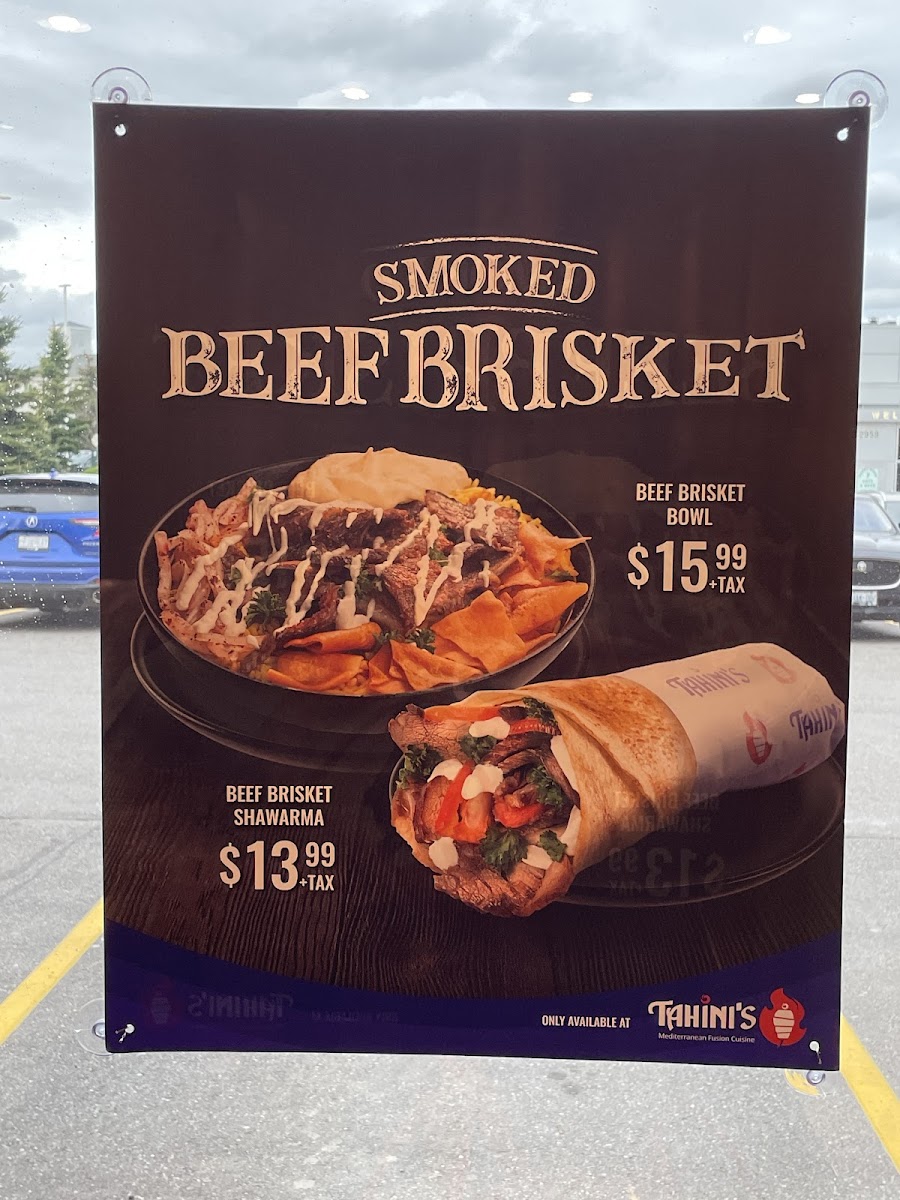 SMOKED
BEEF BRISKET
BEEF BRISKET
BOWL
$15.99
+TAX
TAHINI'S
TAHIN
BEEF BRISKET
SHAWARMA
$13.99
+TAX
ONLY AVAILABLE AT
TAHINI'S
Mediterranean Fusion Cuisine